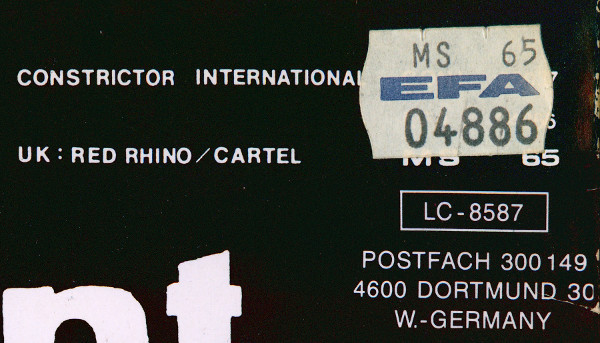 MS 65
EFA
04886
CONSTRICTOR INTERNATIONAL
UK: RED RHINO/CARTEL
MS 65
LC-8587
POSTFACH 300149
4600 DORTMUND 30
W.-GERMANY
nt